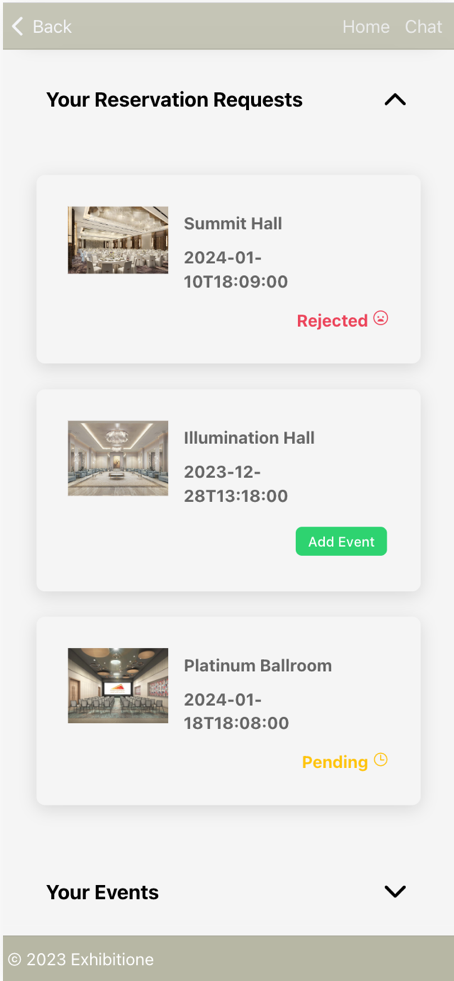 Back Home Chat
Your Reservation Requests
Summit Hall
2024-01-
10T18:09:00
Rejected
Illumination Hall
2023-12-
28T13:18:00
Add Event
Platinum Ballroom
2024-01-
18T18:08:00
Pending
Your Events
© 2023 Exhibitione